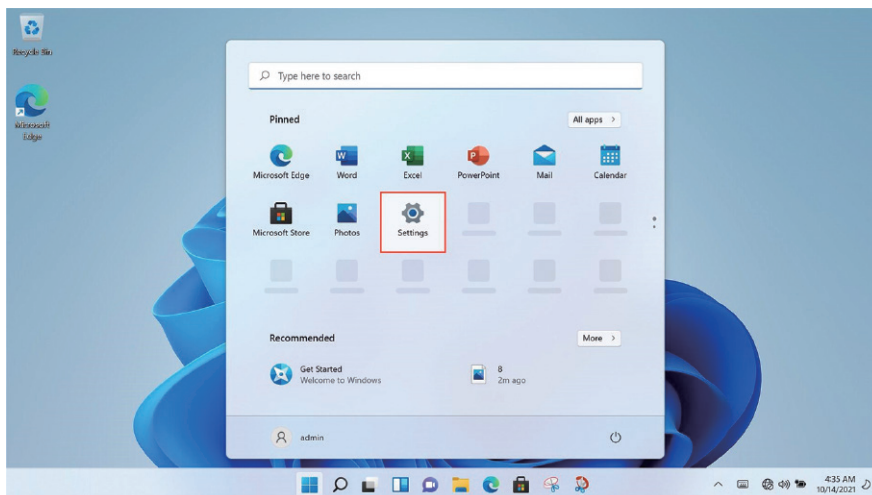 Recycle Bin
Microsoft
Edge
Type here to search
Pinned
All apps >
Microsoft Edge
Word
Excel
PowerPoint
Mail
Calendar
Microsoft Store
Photos
Settings
Recommended
More >
Get Started
Welcome to Windows
8
2m ago
admin
4:35 AM
10/14/2021